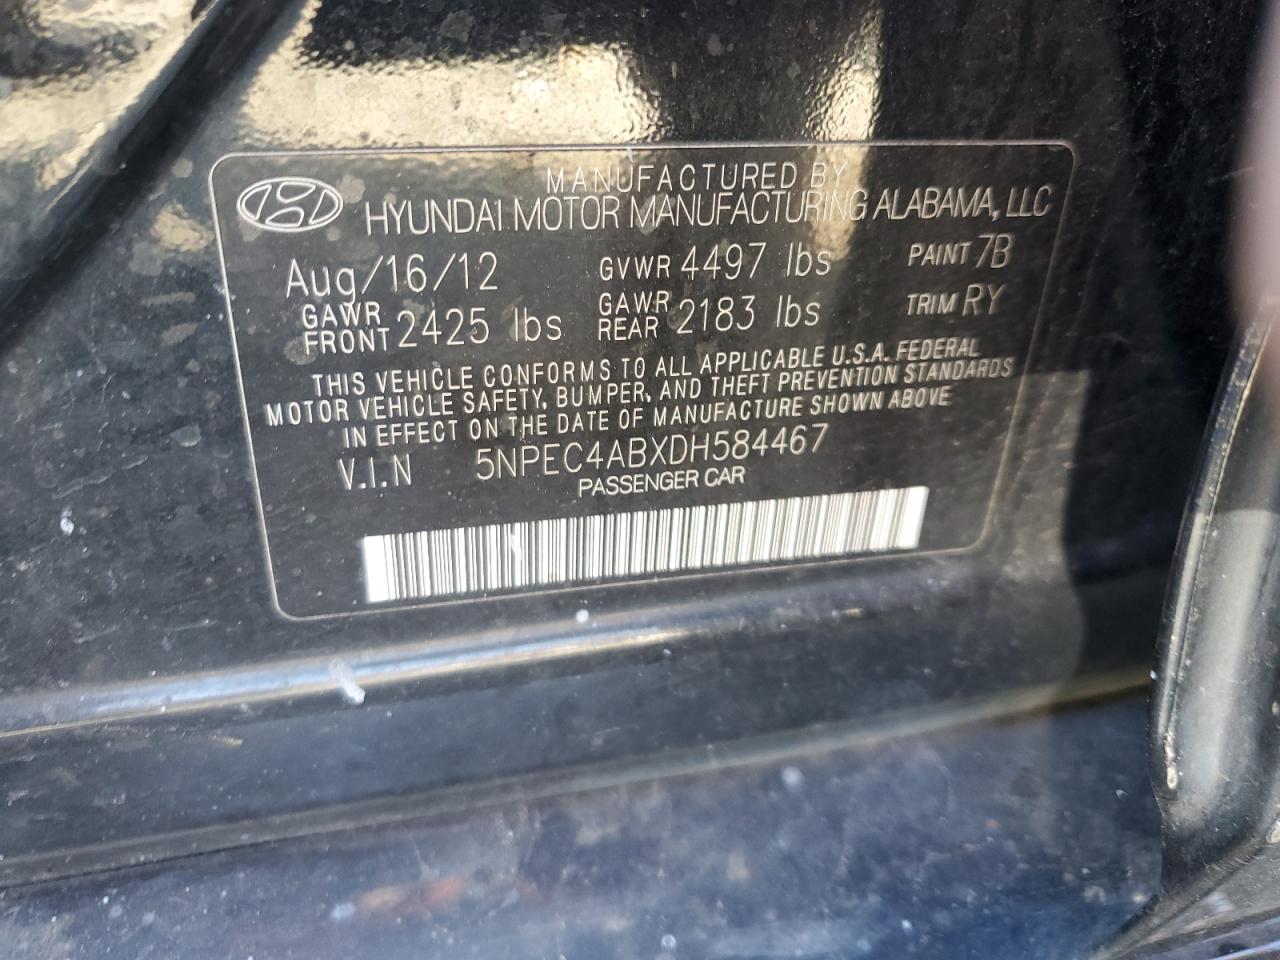 MANUFACTURED BY
HYUNDAI MOTOR MANUFACTURING ALABAMA, LLC
Aug/16/12 GVWR 4497 lbs PAINT 7B
GAWR FRONT 2425 lbs GAWR REAR 2183 lbs TRIM RY
THIS VEHICLE CONFORMS TO ALL APPLICABLE U.S.A. FEDERAL
MOTOR VEHICLE SAFETY, BUMPER, AND THEFT PREVENTION STANDARDS
IN EFFECT ON THE DATE OF MANUFACTURE SHOWN ABOVE
V.I.N 5NPEC4ABXDH584467
PASSENGER CAR